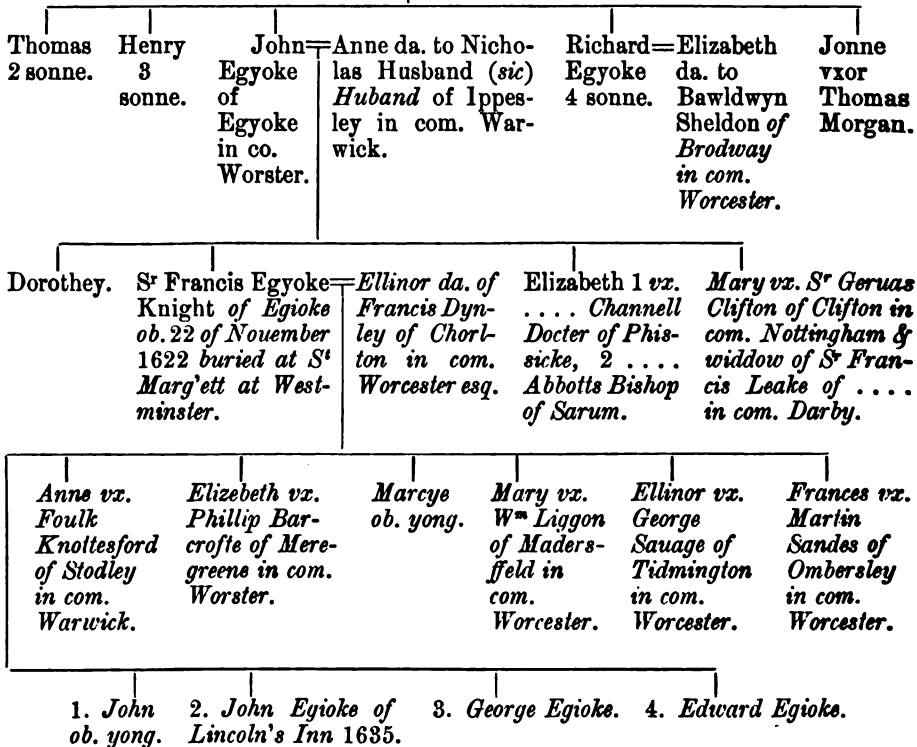 Thomas
2 sonne.
Henry
3
sonne.
John
Egyoke
of
Egyoke
in co.
Worster.
Anne da. to Nicho-
las Husband (sic)
Huband of Ippes-
ley in com. War-
wick.
Richard
Egyoke
4 sonne.
Elizabeth
da. to
Bawldwyn
Sheldon of
Brodway
in com.
Worcester.
Jonne
vxor
Thomas
Morgan.
Dorothey.
Sr Francis Egyoke
Knight of Egioke
ob. 22 of Nouember
1622 buried at St
Marg'ett at West-
minster.
Ellinor da. of
Francis Dyn-
ley of Chorl-
ton in com.
Worcester esq.
Elizabeth 1 vx.
.... Channell
Docter of Phis-
sicke, 2 ....
Abbotts Bishop
of Sarum.
Mary vx. Sr Geruas
Clifton of Clifton in
com. Nottingham &
widdow of Sr Fran-
cis Leake of ....
in com. Darby.
Anne vx.
Foulk
Knottesford
of Stodley
in com.
Warwick.
Elizebeth vx.
Phillip Bar-
crofte of Mere-
greene in com.
Worster.
Marcye
ob. yong.
Mary vx.
Wm Liggon
of Maders-
ffeld in
com.
Worcester.
Ellinor vx.
George
Sauage of
Tidmington
in com.
Worcester.
Frances vx.
Martin
Sandes of
Ombersley
in com.
Worcester.
1. John
ob. yong.
2. John Egioke of
Lincoln's Inn 1635.
3. George Egioke.
4. Edward Egioke.